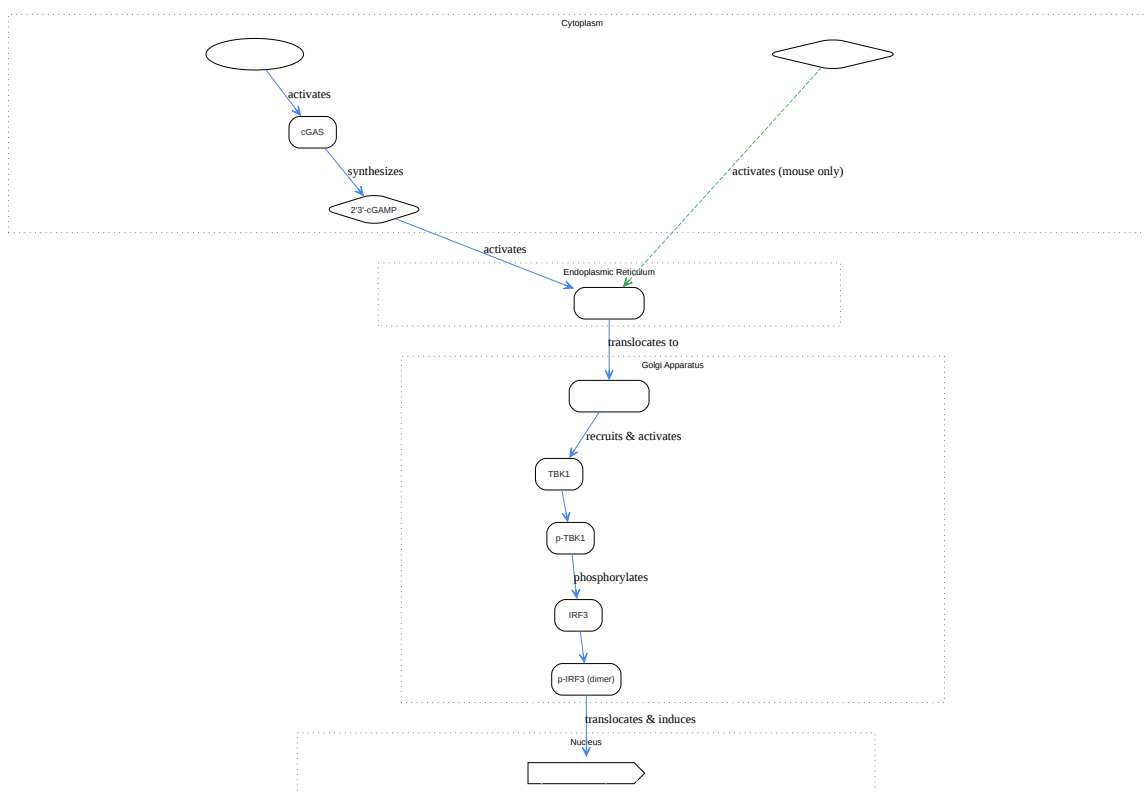 Cytoplasm
activates
cGAS
synthesizes
activates (mouse only)
2'3'-cGAMP
activates
Endoplasmic Reticulum
translocates to
Golgi Apparatus
recruits & activates
TBK1
p-TBK1
phosphorylates
IRF3
p-IRF3 (dimer)
translocates & induces
Nucleus